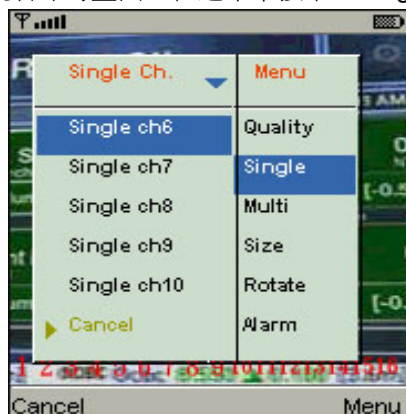 Single Ch. Menu
Single ch6 Quality
Single ch7 Single
Single ch8 Multi
Single ch9 Size
Single ch10 Rotate
Cancel Alarm
1 2 3 4 5 6 7 8 9 10 11 12 13 14 15 16
Cancel Menu